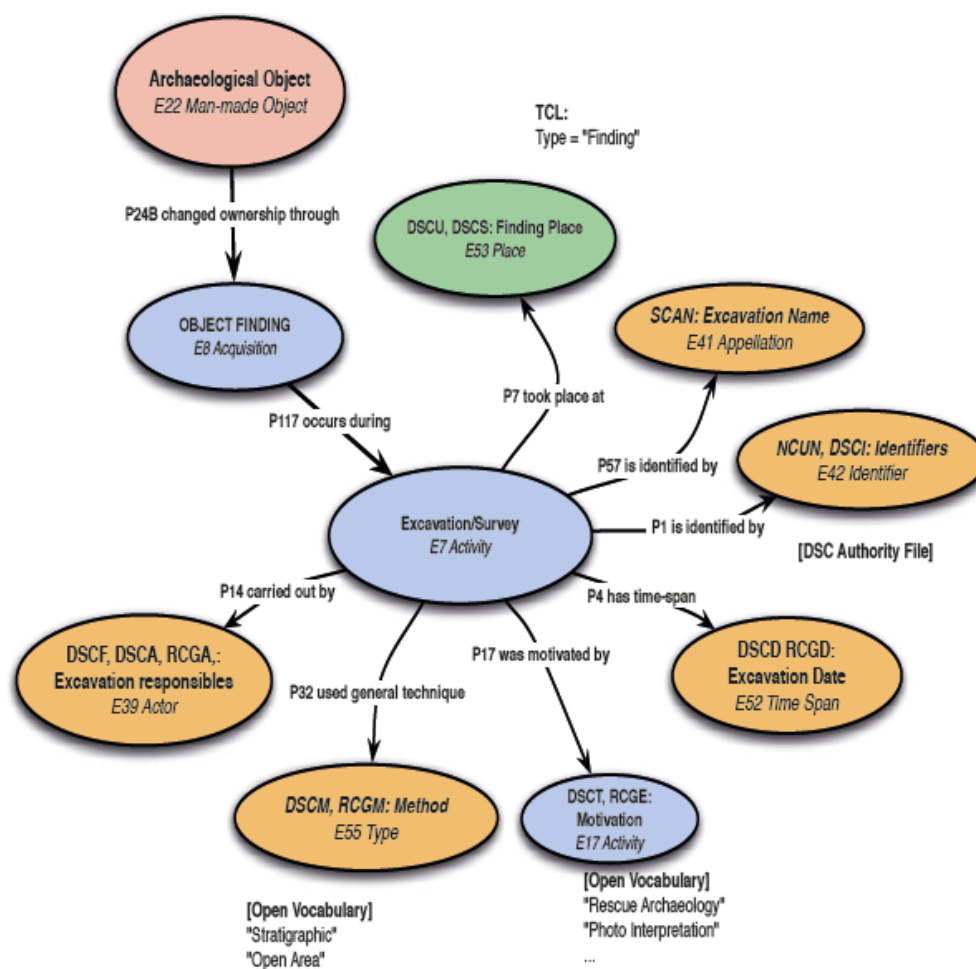 Archaeological Object
E22 Man-made Object
TCL:
Type = "Finding"
P24B changed ownership through
DSCU, DSCS: Finding Place
E53 Place
OBJECT FINDING
E8 Acquisition
SCAN: Excavation Name
E41 Appellation
P7 took place at
P117 occurs during
P57 is identified by
NCUN, DSCI: Identifiers
E42 Identifier
Excavation/Survey
E7 Activity
P1 is identified by
[DSC Authority File]
P14 carried out by
P4 has time-span
DSCF, DSCA, RCGA,:
Excavation responsibles
E39 Actor
P17 was motivated by
DSCD RCGD:
Excavation Date
E52 Time Span
P32 used general technique
DSCM, RCGM: Method
E55 Type
DSCT, RCGE:
Motivation
E17 Activity
[Open Vocabulary]
"Stratigraphic"
"Open Area"
[Open Vocabulary]
"Rescue Archaeology"
"Photo Interpretation"
...